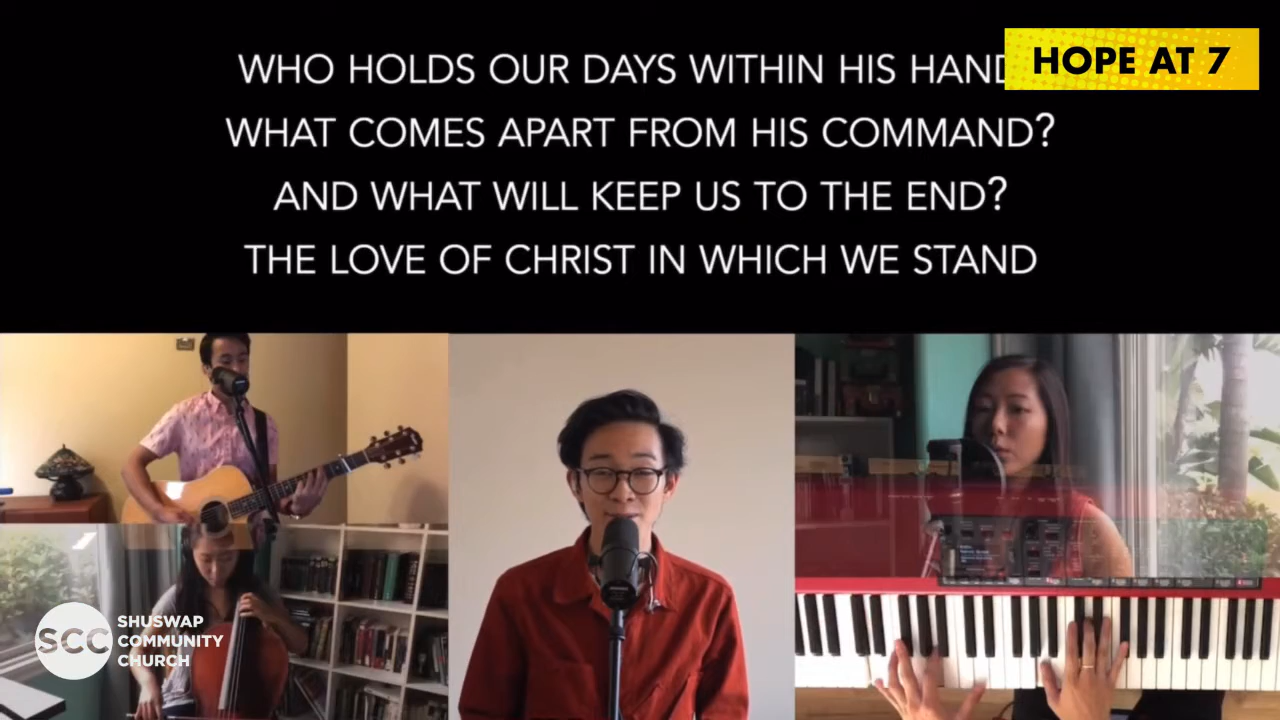 WHO HOLDS OUR DAYS WITHIN HIS HAND
HOPE AT 7
WHAT COMES APART FROM HIS COMMAND?
AND WHAT WILL KEEP US TO THE END?
THE LOVE OF CHRIST IN WHICH WE STAND
SCC
SHUSWAP
COMMUNITY
CHURCH